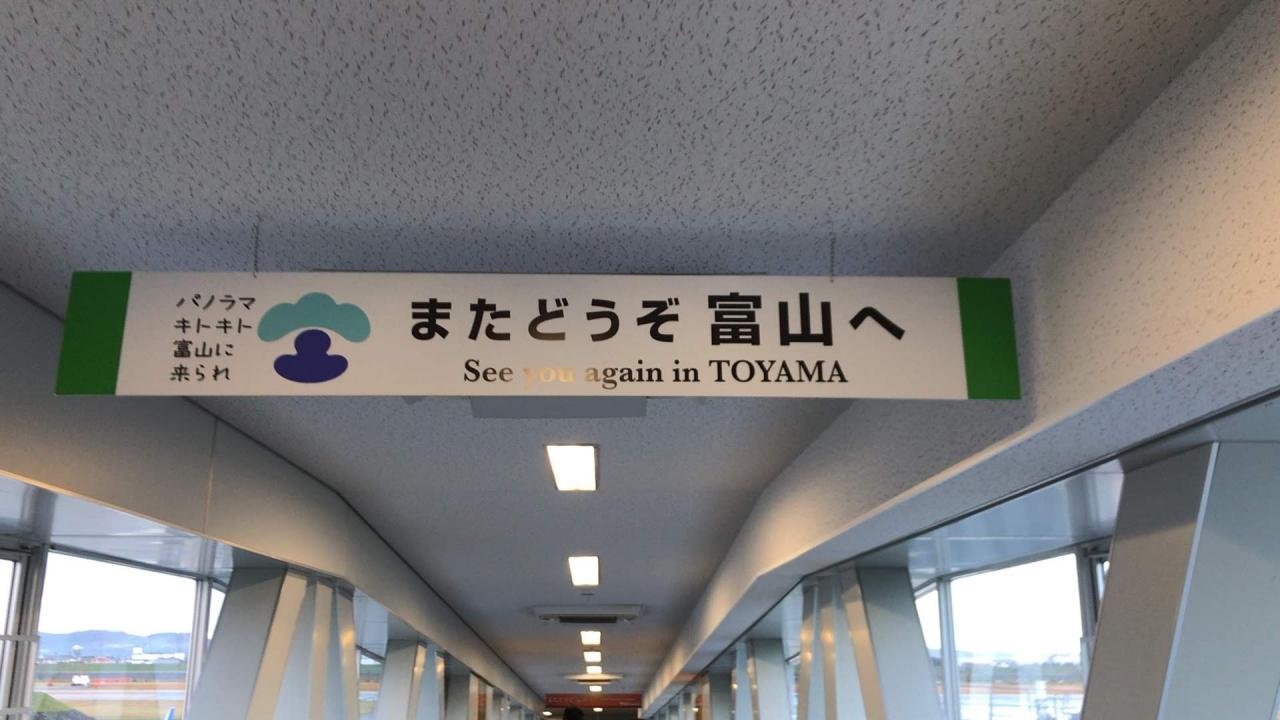 パノラマ
キトキト
富山に
来られ
またどうぞ 富山へ
See you again in TOYAMA